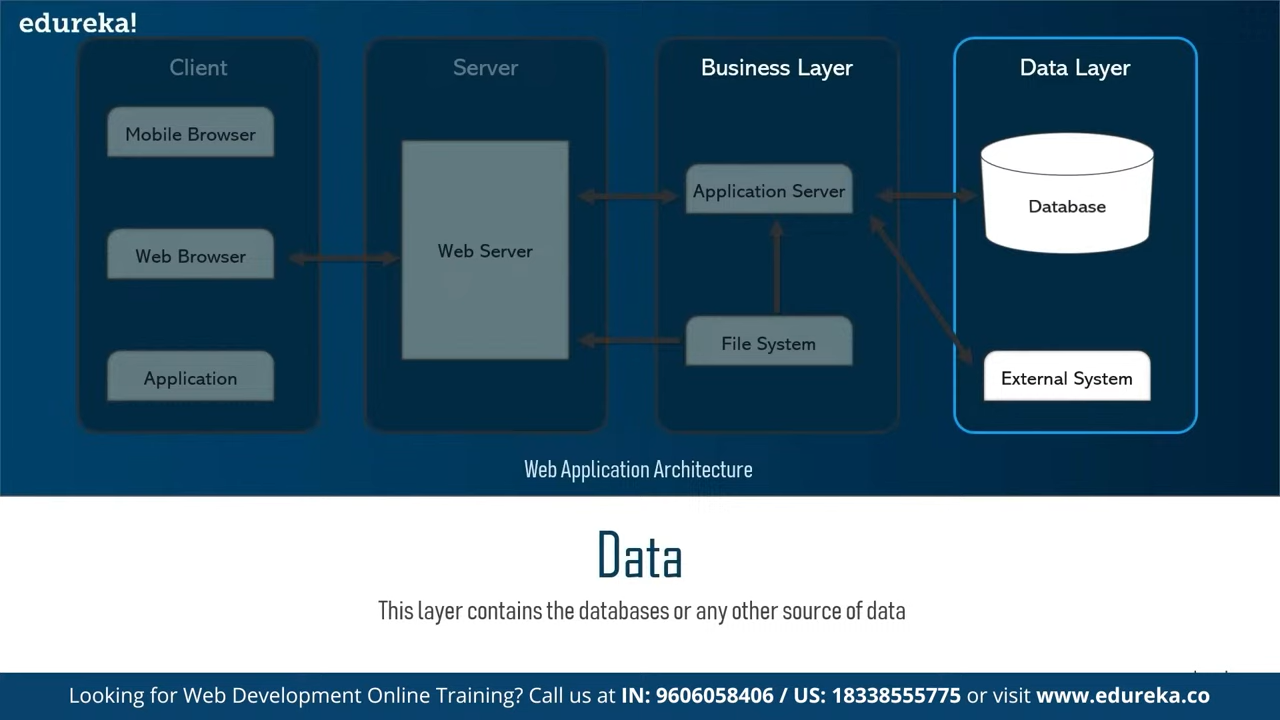 edureka!
Client
Server
Business Layer
Data Layer
Mobile Browser
Web Browser
Application
Web Server
Application Server
File System
Database
External System
Web Application Architecture
Data
This layer contains the databases or any other source of data
Looking for Web Development Online Training? Call us at IN: 9606058406 / US: 18338555775 or visit www.edureka.co